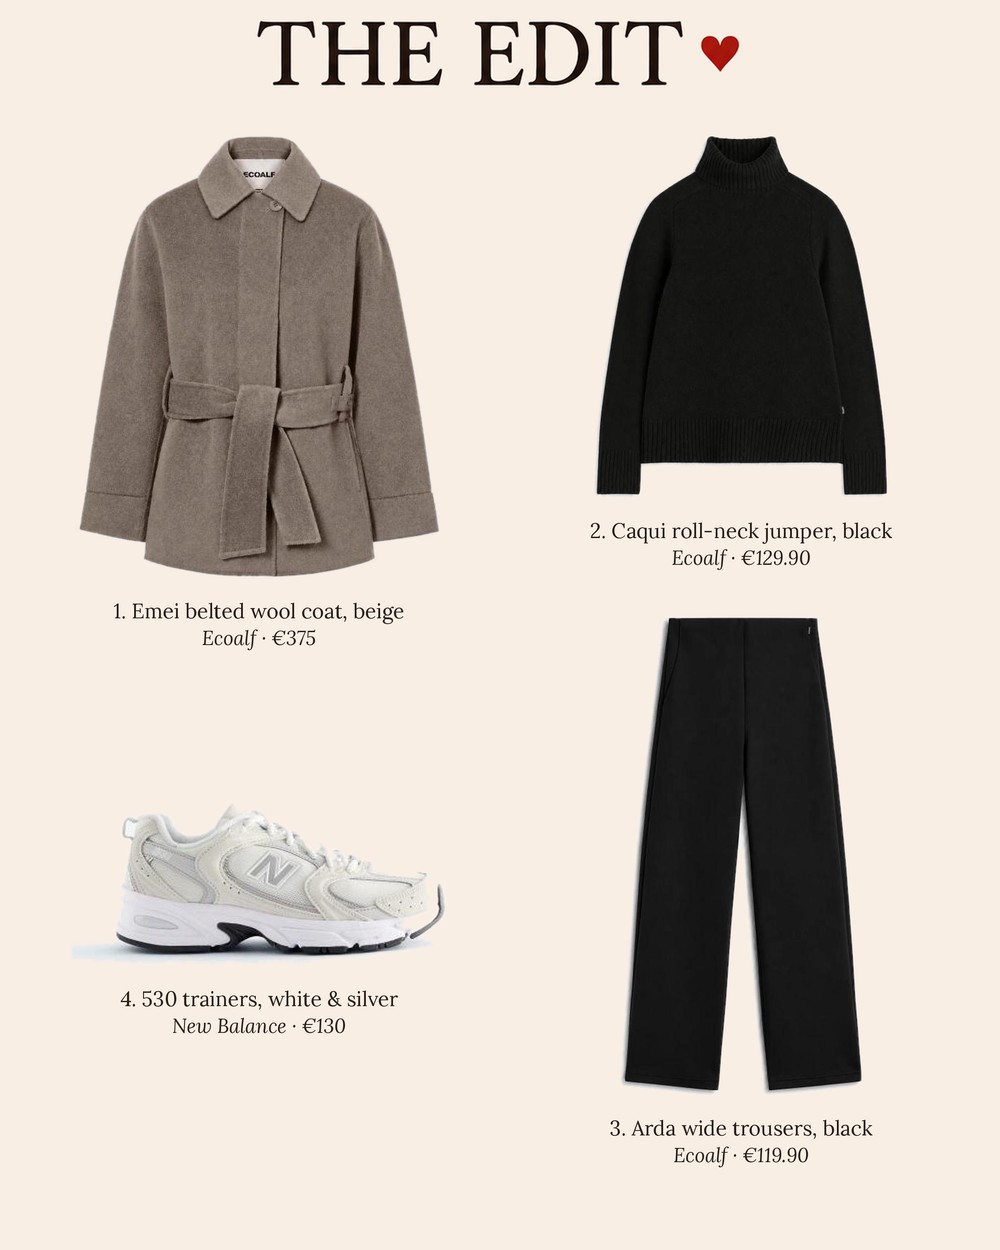 THE EDIT
ECOALF
1. Emei belted wool coat, beige
Ecoalf · €375
2. Caqui roll-neck jumper, black
Ecoalf · €129.90
N
4. 530 trainers, white & silver
New Balance · €130
3. Arda wide trousers, black
Ecoalf · €119.90